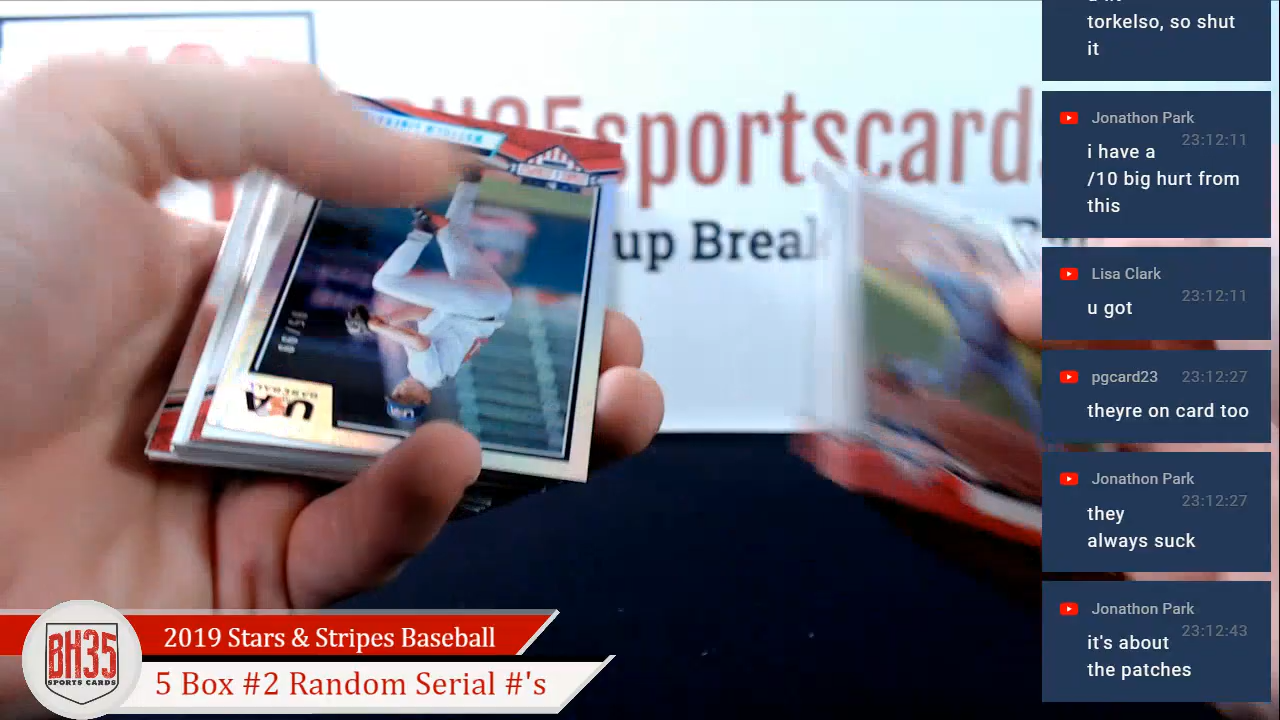 sportscard
up Break
USA
BASEBALL
torkelso, so shut
it
Jonathon Park
23:12:11
i have a
/10 big hurt from
this
Lisa Clark
23:12:11
u got
pgcard23 23:12:27
theyre on card too
Jonathon Park
23:12:27
they
always suck
Jonathon Park
23:12:43
it's about
the patches
BH35
SPORTS CARDS
2019 Stars & Stripes Baseball
5 Box #2 Random Serial #'s